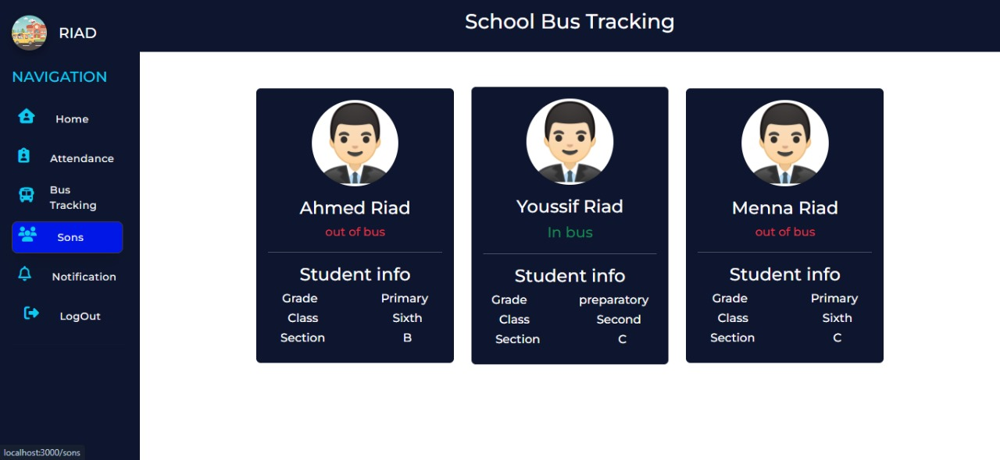 School Bus Tracking
RIAD
NAVIGATION
Home
Attendance
Bus
Tracking
Sons
Notification
LogOut
Ahmed Riad
out of bus
Student info
Grade Primary
Class Sixth
Section B
Youssif Riad
In bus
Student info
Grade preparatory
Class Second
Section C
Menna Riad
out of bus
Student info
Grade Primary
Class Sixth
Section C
localhost:3000/sons